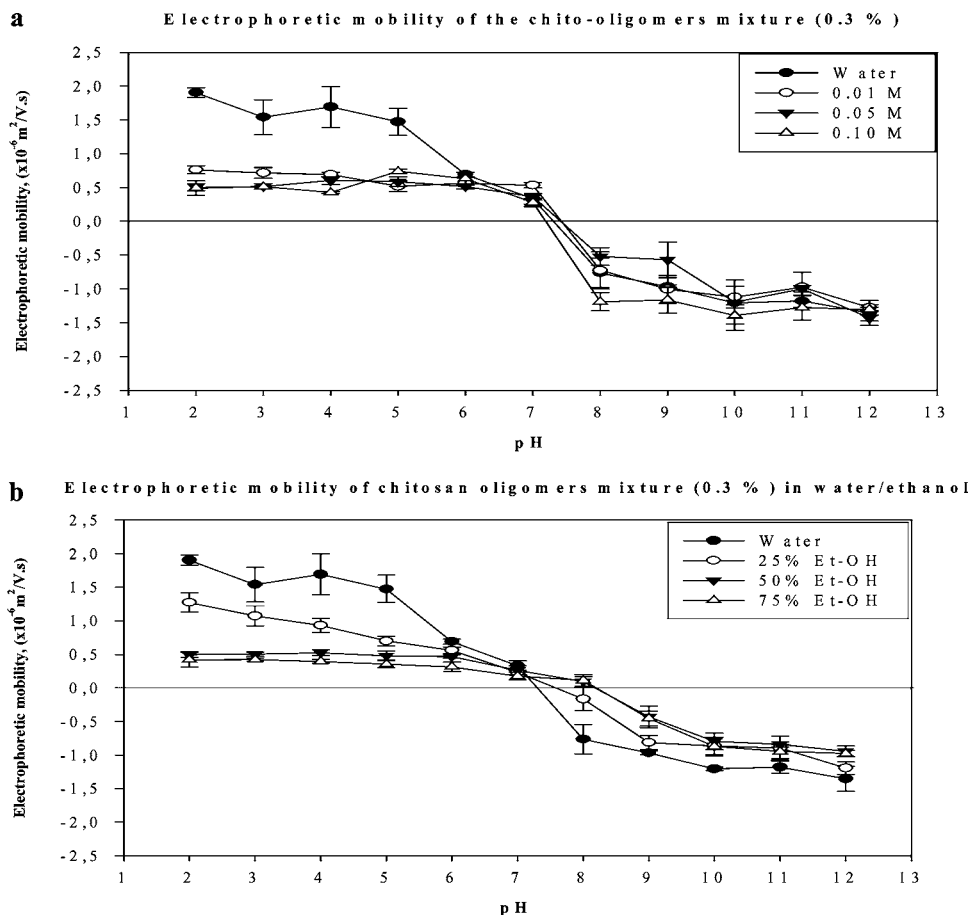 a
Electrophoretic mobility of the chito-oligomers mixture (0.3 %)
Electrophoretic mobility, (x10⁻⁶m²/V.s)
2,5
2,0
1,5
1,0
0,5
0,0
-0,5
-1,0
-1,5
-2,0
-2,5
Water
0.01 M
0.05 M
0.10 M
1 2 3 4 5 6 7 8 9 10 11 12 13
pH
b
Electrophoretic mobility of chitosan oligomers mixture (0.3 %) in water/ethanol
Electrophoretic mobility, (x10⁻⁶m²/V.s)
2,5
2,0
1,5
1,0
0,5
0,0
-0,5
-1,0
-1,5
-2,0
-2,5
Water
25% Et-OH
50% Et-OH
75% Et-OH
1 2 3 4 5 6 7 8 9 10 11 12 13
pH